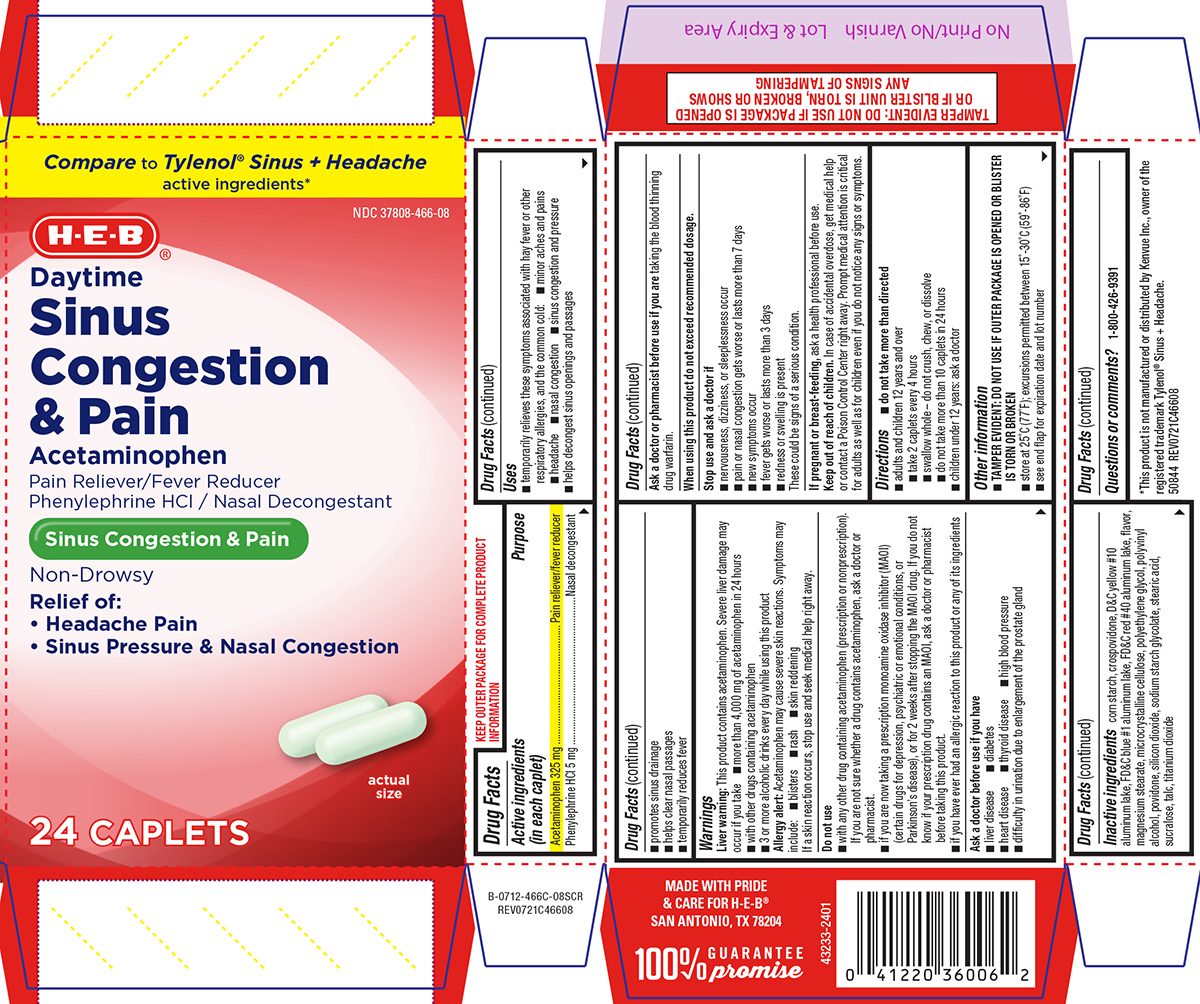 Compare to Tylenol® Sinus + Headache
active ingredients*
NDC 37808-466-08
H-E-B
®
Daytime
Sinus
Congestion
& Pain
Acetaminophen
Pain Reliever/Fever Reducer
Phenylephrine HCl / Nasal Decongestant
Sinus Congestion & Pain
Non-Drowsy
Relief of:
• Headache Pain
• Sinus Pressure & Nasal Congestion
actual
size
24 CAPLETS
KEEP OUTER PACKAGE FOR COMPLETE PRODUCT
INFORMATION
Drug Facts
Active ingredients
(in each caplet) Purpose
Acetaminophen 325 mg ........ Pain reliever/fever reducer
Phenylephrine HCl 5 mg ........ Nasal decongestant
Drug Facts (continued)
Uses
■ temporarily relieves these symptoms associated with hay fever or other
respiratory allergies, and the common cold: ■ minor aches and pains
■ headache ■ nasal congestion ■ sinus congestion and pressure
■ helps decongest sinus openings and passages
B-0712-466C-08SCR
REV0721C46608
Drug Facts (continued)
■ promotes sinus drainage
■ helps clear nasal passages
■ temporarily reduces fever
Warnings
Liver warning: This product contains acetaminophen. Severe liver damage may
occur if you take ■ more than 4,000 mg of acetaminophen in 24 hours
■ with other drugs containing acetaminophen
■ 3 or more alcoholic drinks every day while using this product
Allergy alert: Acetaminophen may cause severe skin reactions. Symptoms may
include: ■ blisters ■ rash ■ skin reddening
If a skin reaction occurs, stop use and seek medical help right away.
Do not use
■ with any other drug containing acetaminophen (prescription or nonprescription).
If you are not sure whether a drug contains acetaminophen, ask a doctor or
pharmacist.
■ if you are now taking a prescription monoamine oxidase inhibitor (MAOI)
(certain drugs for depression, psychiatric or emotional conditions, or
Parkinson's disease), or for 2 weeks after stopping the MAOI drug. If you do not
know if your prescription drug contains an MAOI, ask a doctor or pharmacist
before taking this product.
■ if you have ever had an allergic reaction to this product or any of its ingredients
Ask a doctor before use if you have
■ liver disease ■ diabetes
■ heart disease ■ thyroid disease ■ high blood pressure
■ difficulty in urination due to enlargement of the prostate gland
Drug Facts (continued)
Ask a doctor or pharmacist before use if you are taking the blood thinning
drug warfarin.
When using this product do not exceed recommended dosage.
Stop use and ask a doctor if
■ nervousness, dizziness, or sleeplessness occur
■ pain or nasal congestion gets worse or lasts more than 7 days
■ new symptoms occur
■ fever gets worse or lasts more than 3 days
■ redness or swelling is present
These could be signs of a serious condition.
If pregnant or breast-feeding, ask a health professional before use.
Keep out of reach of children. In case of accidental overdose, get medical help
or contact a Poison Control Center right away. Prompt medical attention is critical
for adults as well as for children even if you do not notice any signs or symptoms.
Directions ■ do not take more than directed
■ adults and children 12 years and over
■ take 2 caplets every 4 hours
■ swallow whole – do not crush, chew, or dissolve
■ do not take more than 10 caplets in 24 hours
■ children under 12 years: ask a doctor
Other information
■ TAMPER EVIDENT: DO NOT USE IF OUTER PACKAGE IS OPENED OR BLISTER
IS TORN OR BROKEN
■ store at 25°C (77°F); excursions permitted between 15°-30°C (59°-86°F)
■ see end flap for expiration date and lot number
No Print/No Varnish Lot & Expiry Area
TAMPER EVIDENT: DO NOT USE IF PACKAGE IS OPENED
OR IF BLISTER UNIT IS TORN, BROKEN OR SHOWS
ANY SIGNS OF TAMPERING
MADE WITH PRIDE
& CARE FOR H-E-B®
SAN ANTONIO, TX 78204
100% GUARANTEE
promise
43233-2401
0 41220 36006 2
Drug Facts (continued)
Inactive ingredients corn starch, crospovidone, D&C yellow #10
aluminum lake, FD&C blue #1 aluminum lake, FD&C red #40 aluminum lake, flavor,
magnesium stearate, microcrystalline cellulose, polyethylene glycol, polyvinyl
alcohol, povidone, silicon dioxide, sodium starch glycolate, stearic acid,
sucralose, talc, titanium dioxide
Drug Facts (continued)
Questions or comments? 1-800-426-9391
*This product is not manufactured or distributed by Kenvue Inc., owner of the
registered trademark Tylenol® Sinus + Headache.
50844 REV0721C46608